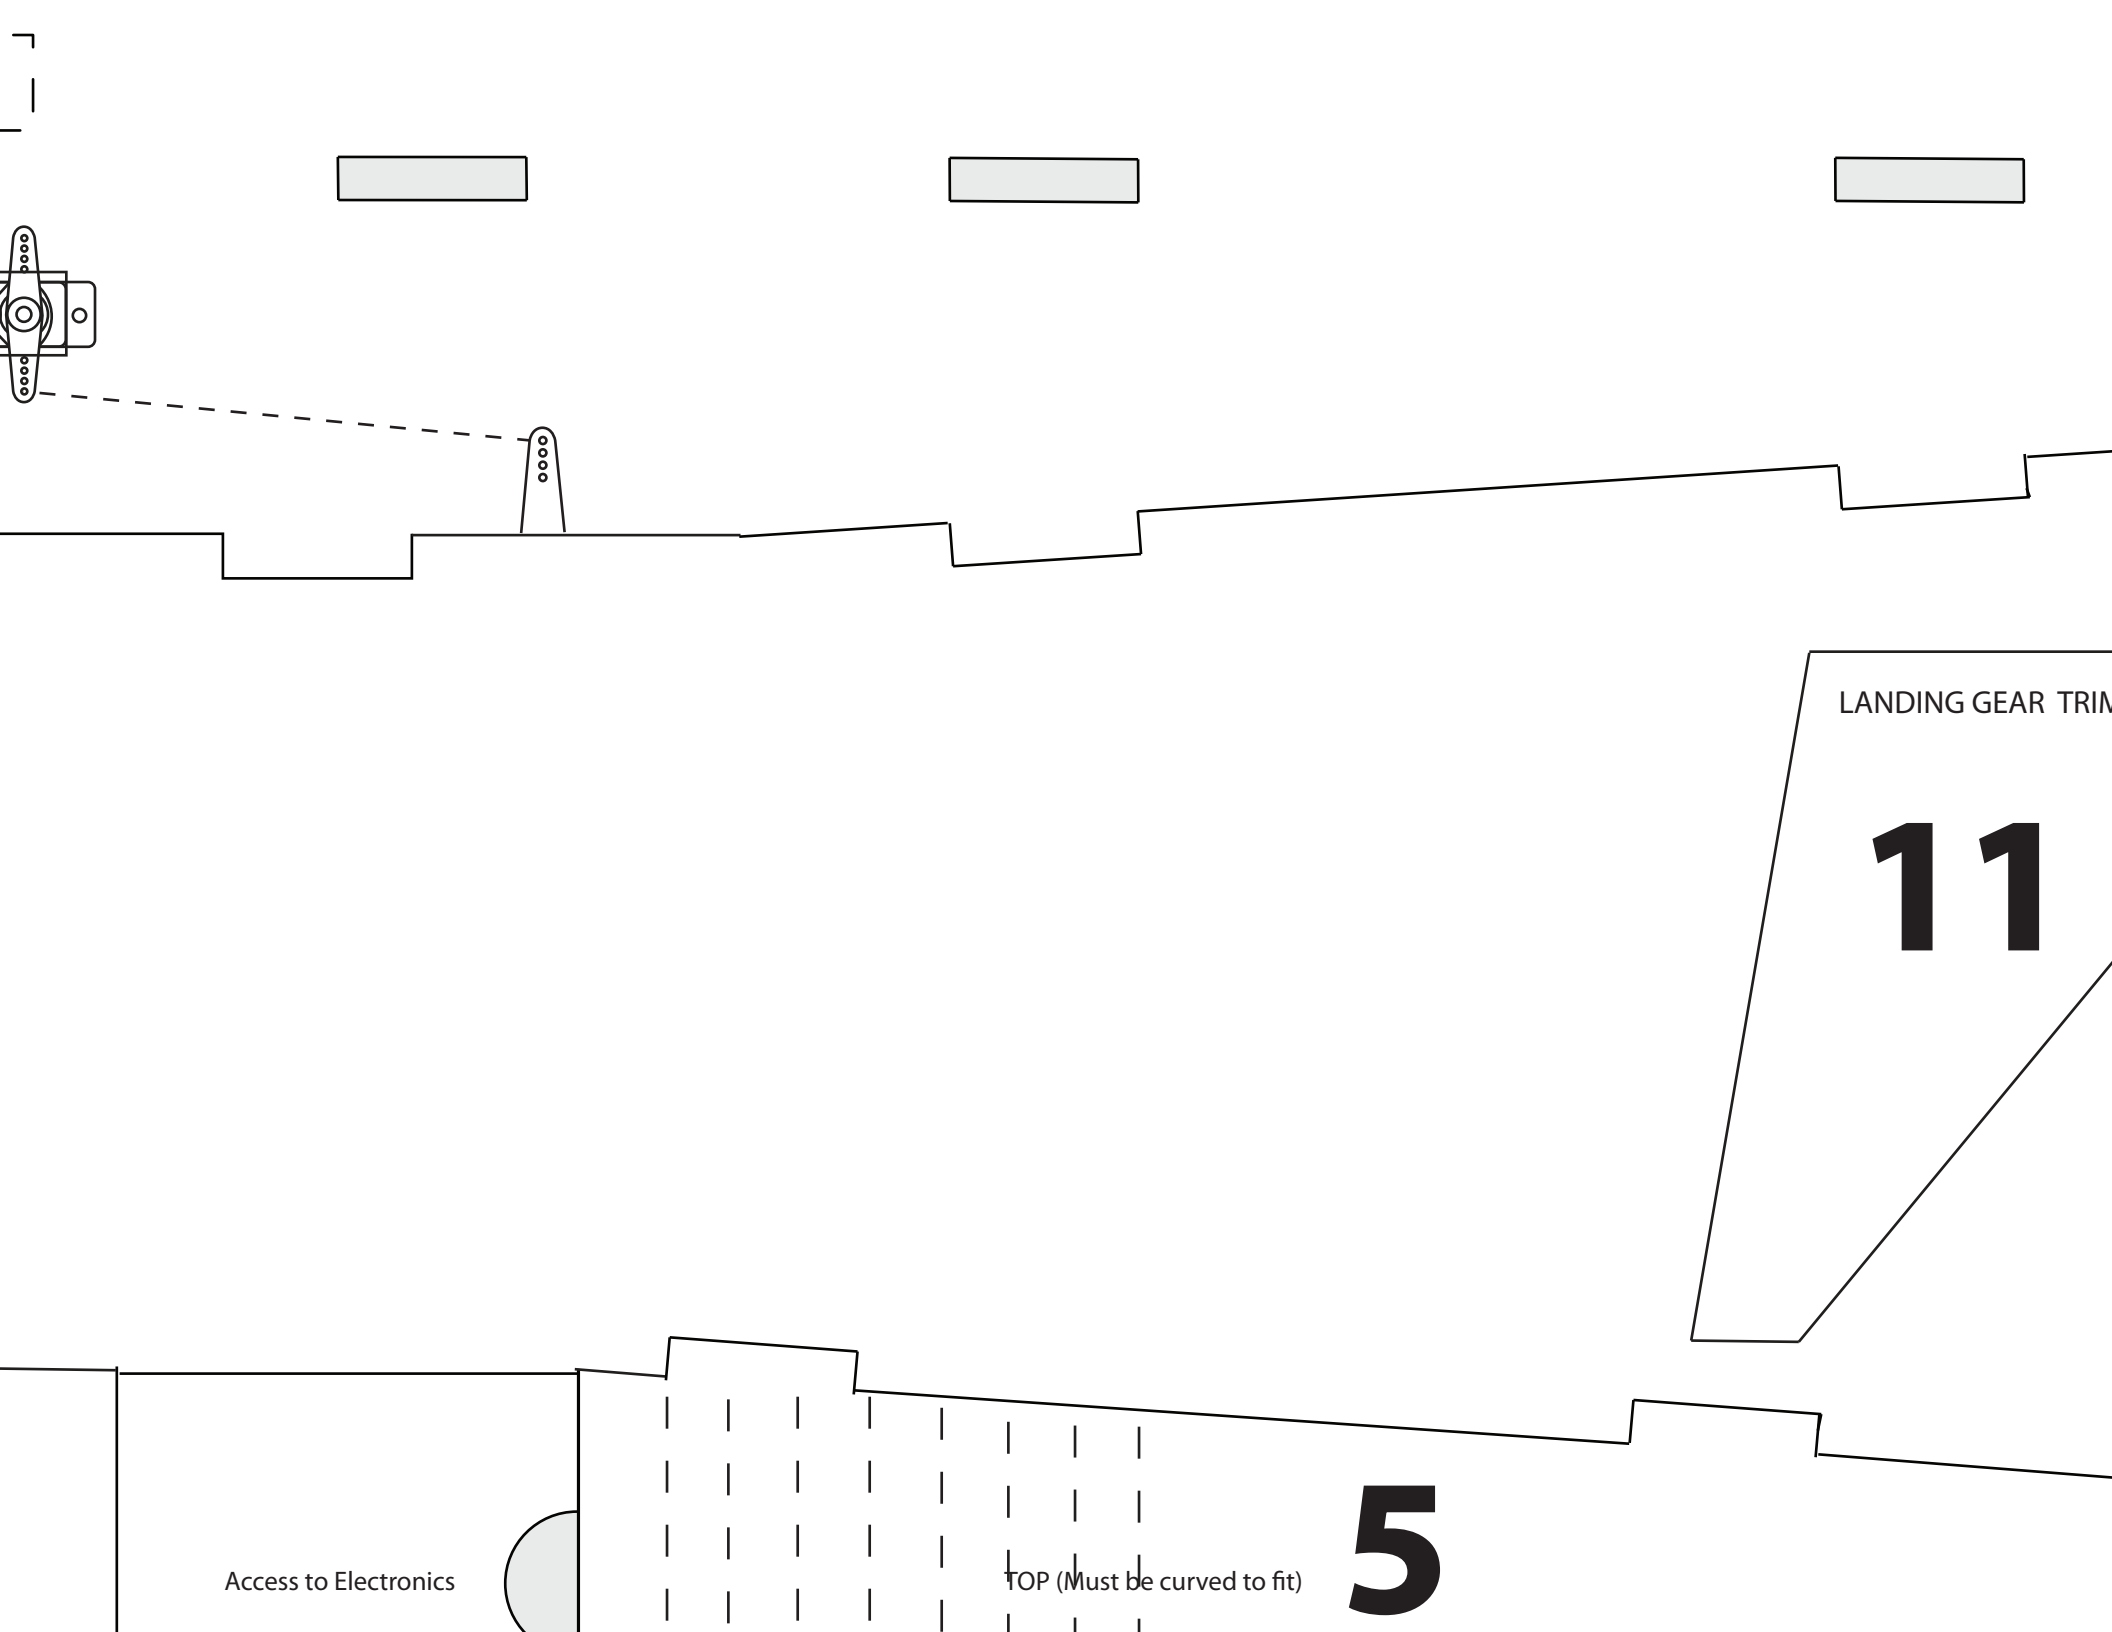 LANDING GEAR TRIM
11
5
Access to Electronics
TOP (Must be curved to fit)